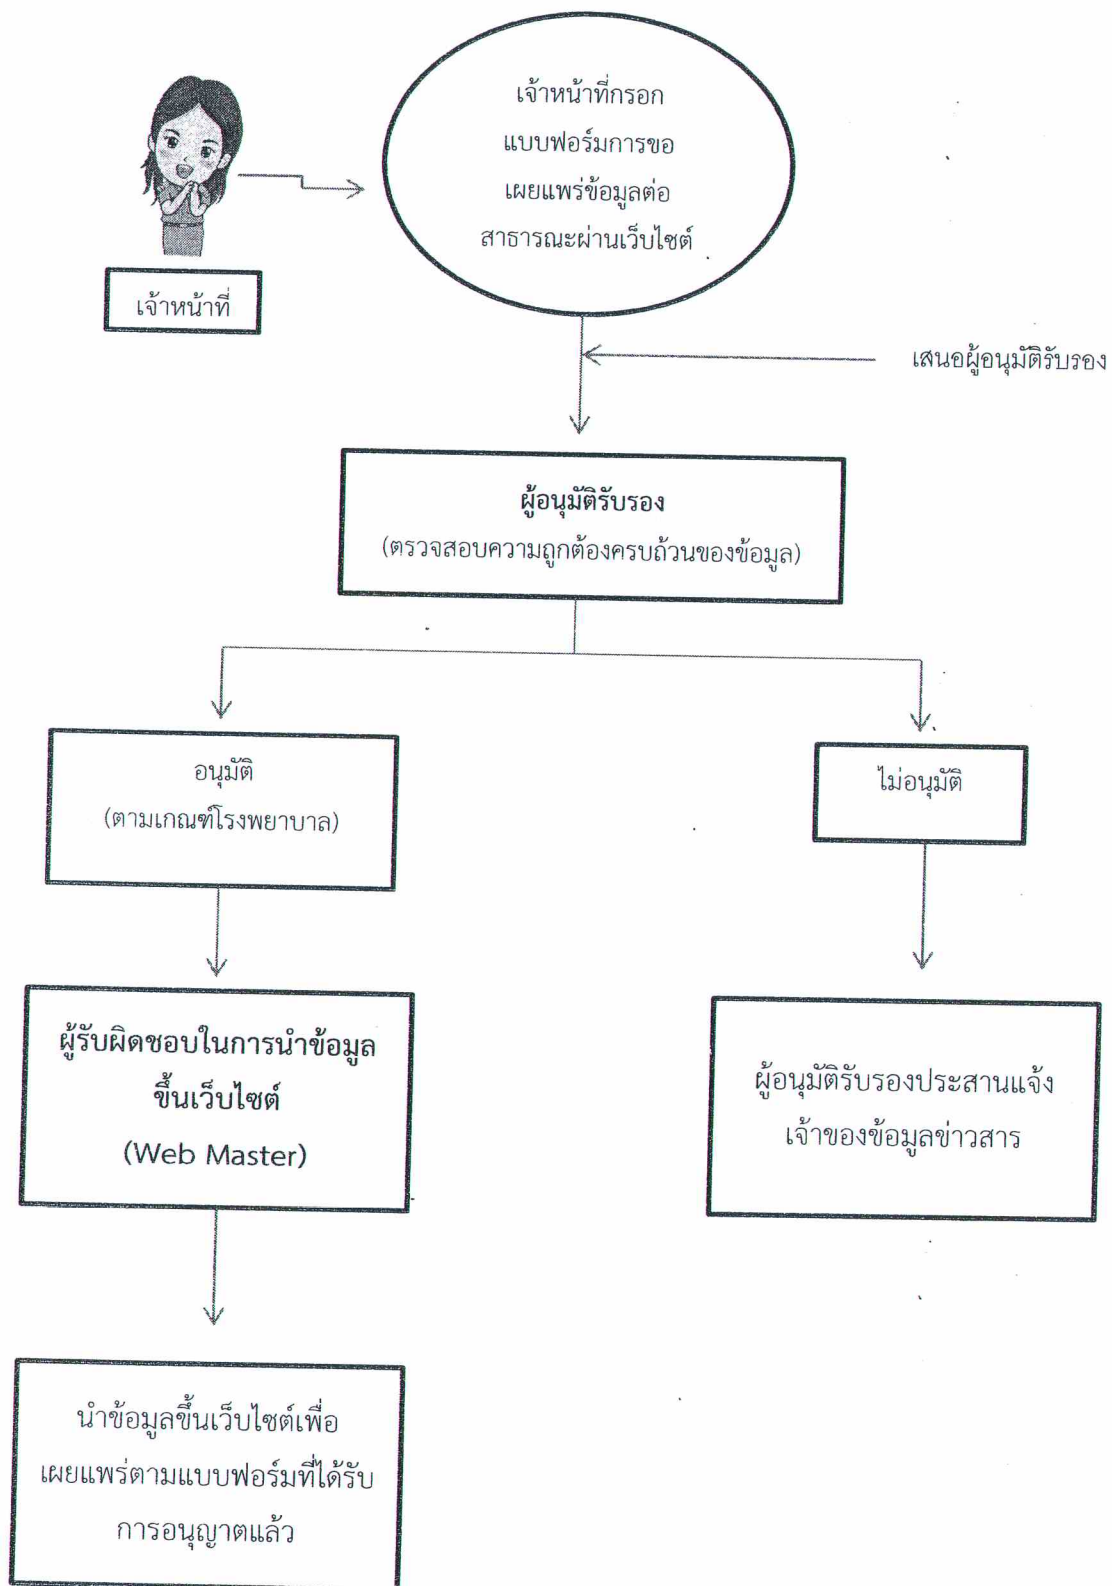 เจ้าหน้าที่กรอก
แบบฟอร์มการขอ
เผยแพร่ข้อมูลต่อ
สาธารณะผ่านเว็บไซต์
เจ้าหน้าที่
เสนอผู้อนุมัติรับรอง
ผู้อนุมัติรับรอง
(ตรวจสอบความถูกต้องครบถ้วนของข้อมูล)
อนุมัติ
(ตามเกณฑ์โรงพยาบาล)
ไม่อนุมัติ
ผู้รับผิดชอบในการนำข้อมูล
ขึ้นเว็บไซต์
(Web Master)
ผู้อนุมัติรับรองประสานแจ้ง
เจ้าของข้อมูลข่าวสาร
นำข้อมูลขึ้นเว็บไซต์เพื่อ
เผยแพร่ตามแบบฟอร์มที่ได้รับ
การอนุญาตแล้ว